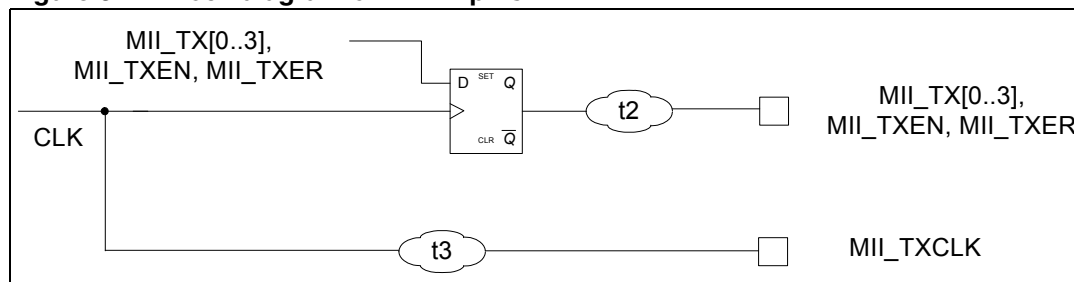 MII_TX[0..3],
MII_TXEN, MII_TXER
D SET Q
CLR Q
CLK
t2
MII_TX[0..3],
MII_TXEN, MII_TXER
t3
MII_TXCLK